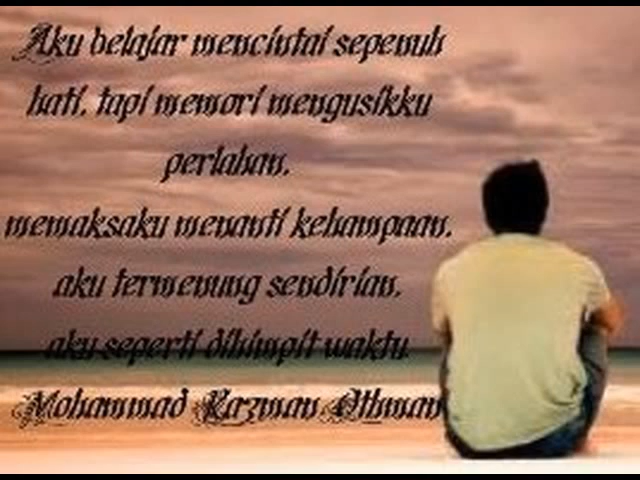 Aku belajar mencintai sepenuh
hati, tapi memori mengusikku
perlahan,
memaksaku menanti kehampaan,
aku termenung sendirian,
aku seperti dihimpit waktu.
Mohammad Razman Othman